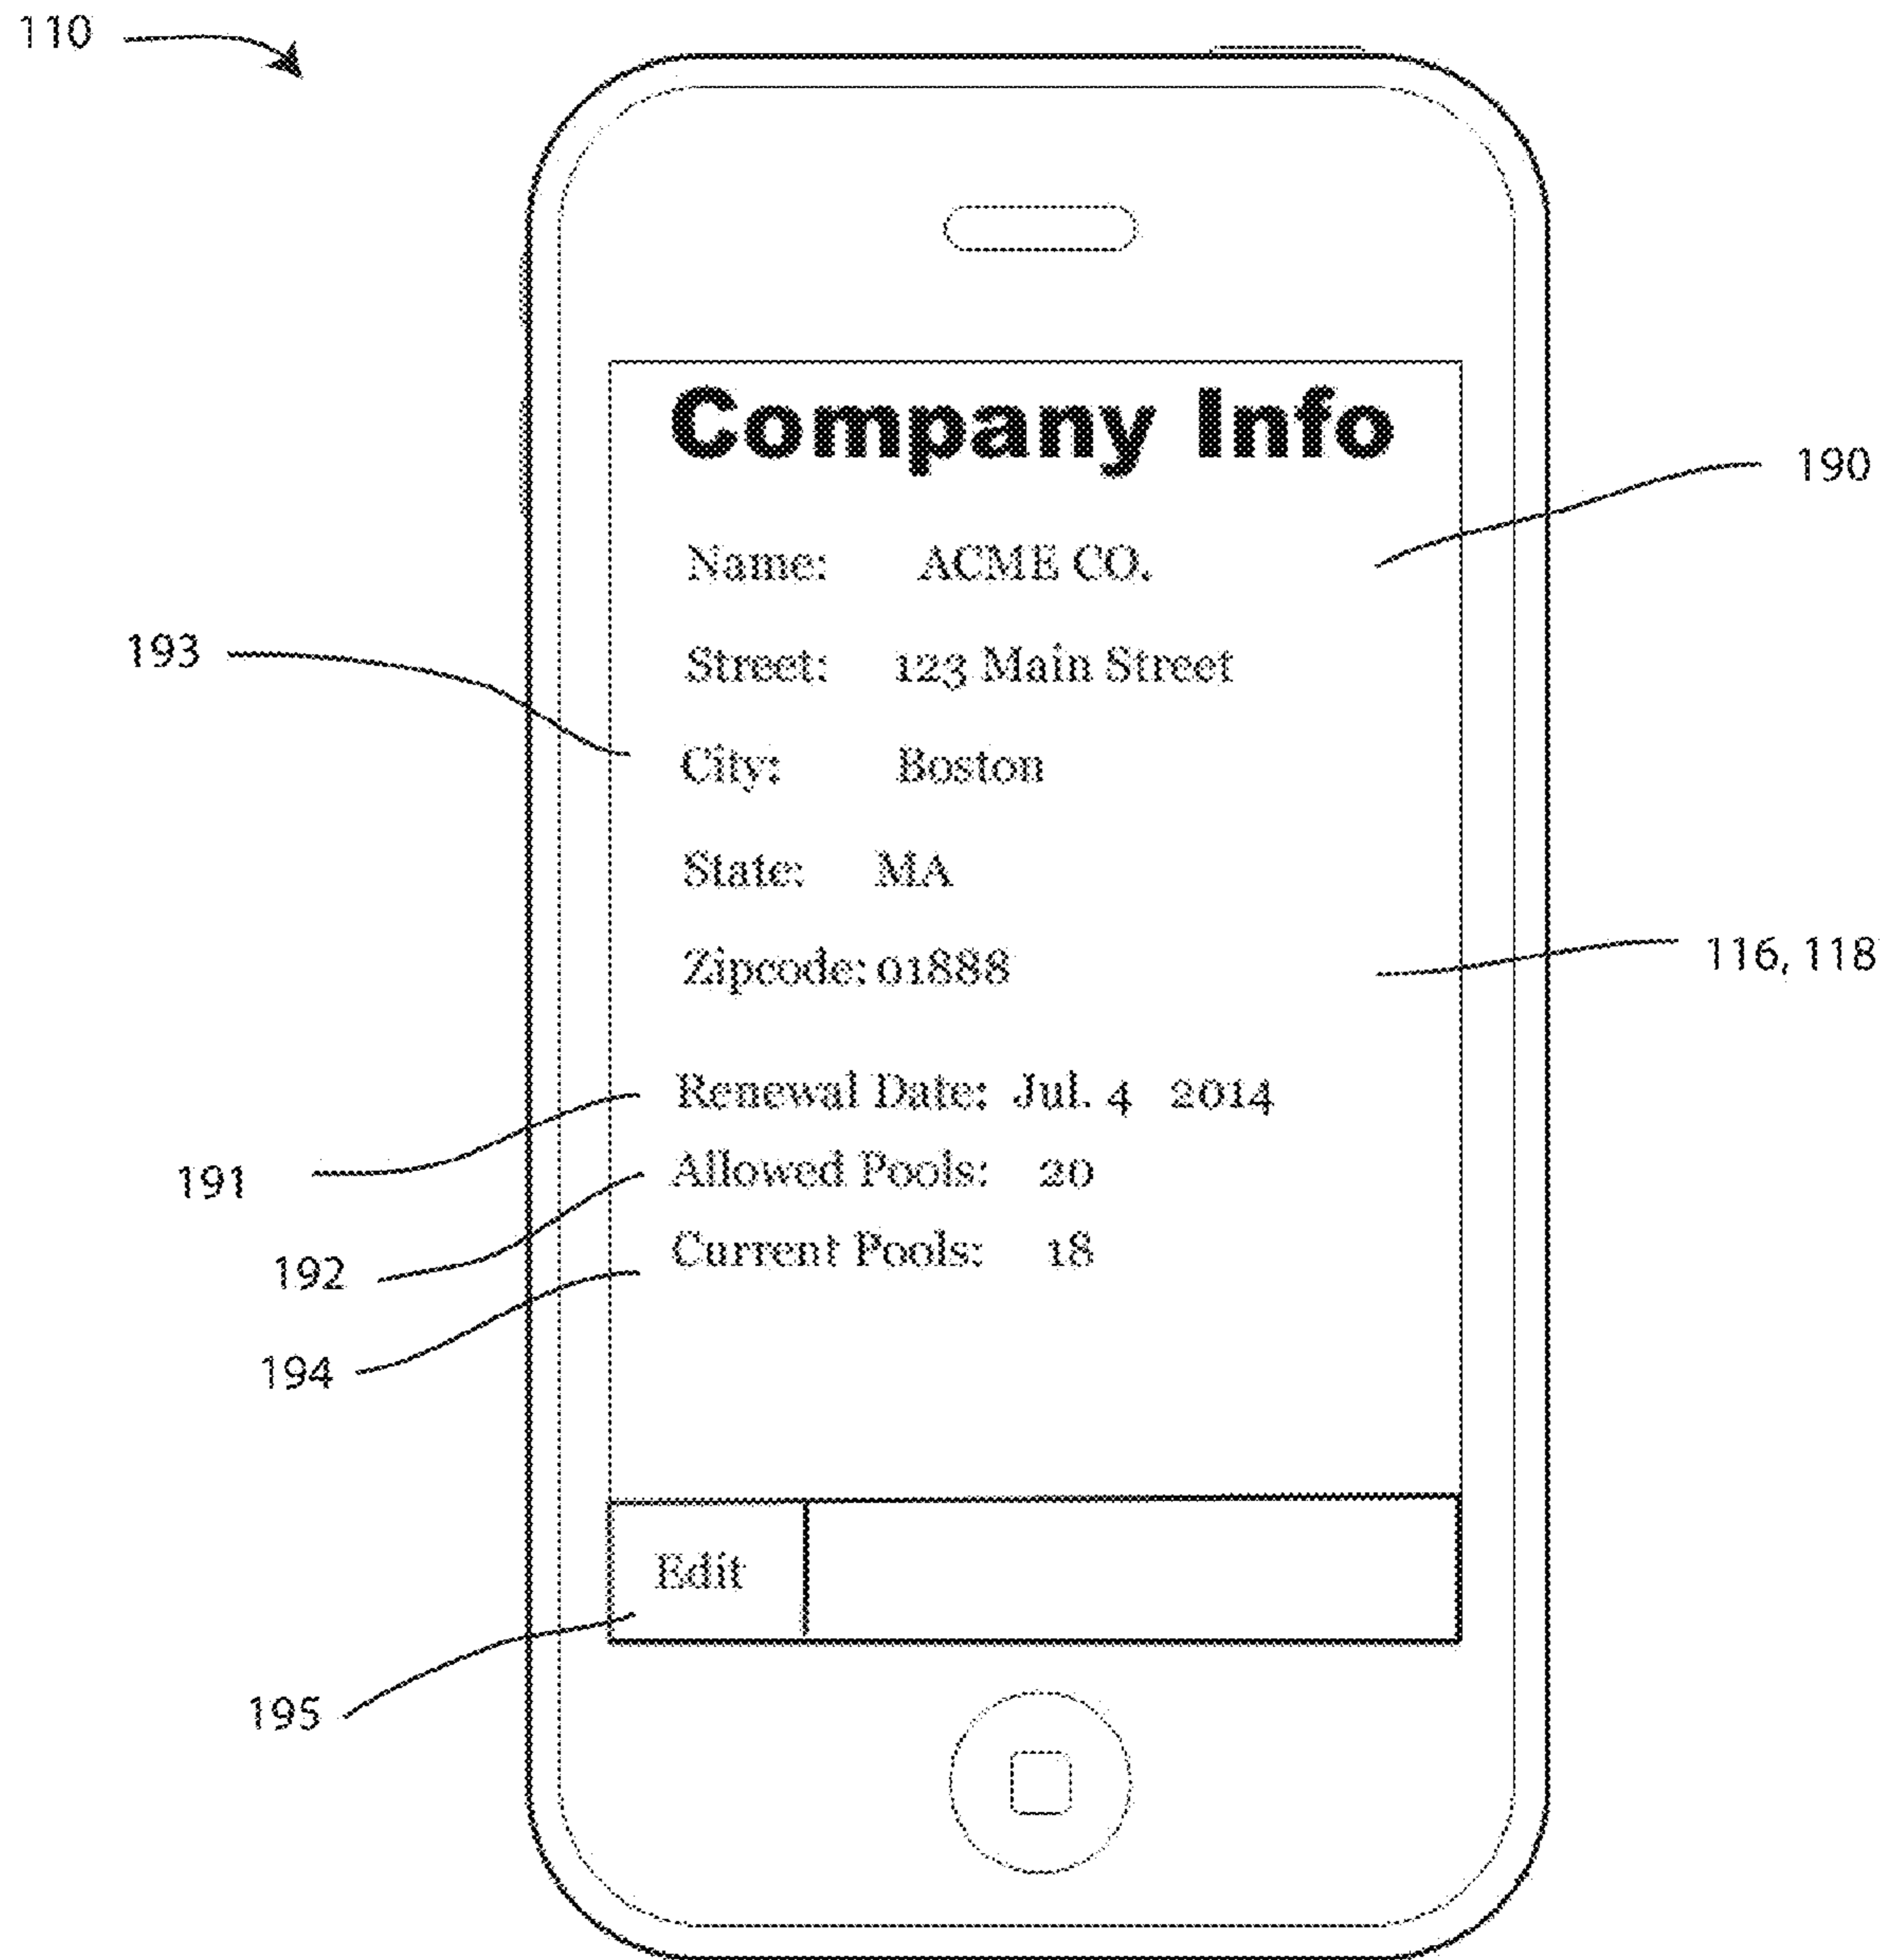 110
Company Info
190
Name: ACME CO.
193
Street: 123 Main Street
City: Boston
State: MA
116, 118
Zipcode: 01888
Renewal Date: Jul. 4 2014
191
Allowed Pools: 20
192
Current Pools: 18
194
Edit
195